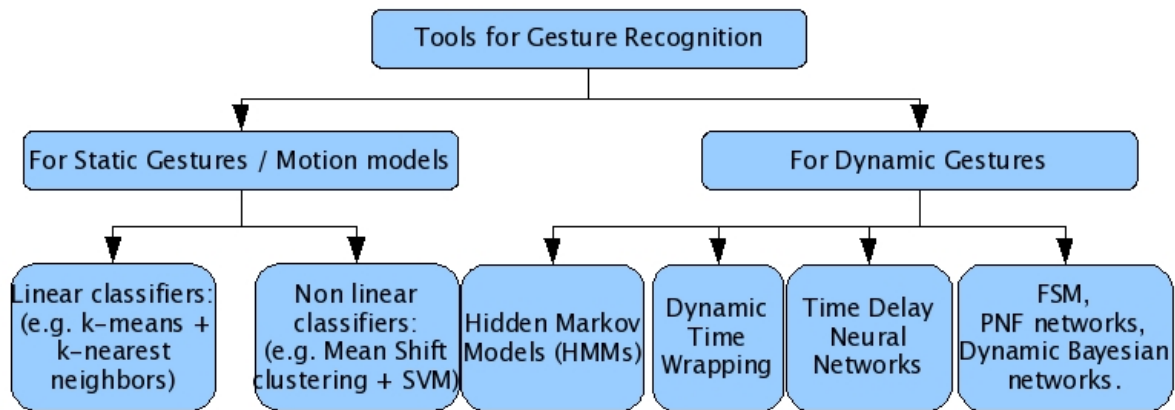 Tools for Gesture Recognition
For Static Gestures / Motion models
For Dynamic Gestures
Linear classifiers:
(e.g. k-means +
k-nearest
neighbors)
Non linear
classifiers:
(e.g. Mean Shift
clustering + SVM)
Hidden Markov
Models (HMMs)
Dynamic
Time
Wrapping
Time Delay
Neural
Networks
FSM,
PNF networks,
Dynamic Bayesian
networks.